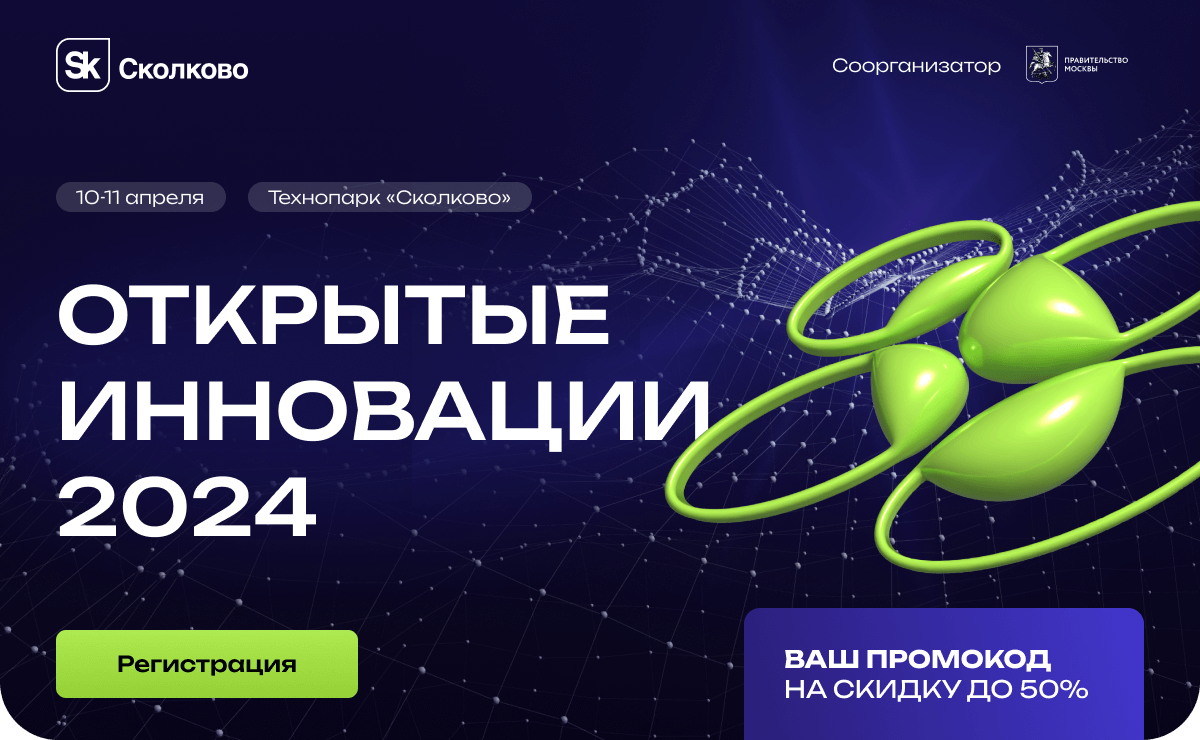 Sk Сколково
Соорганизатор
ПРАВИТЕЛЬСТВО
МОСКВЫ
10-11 апреля
Технопарк «Сколково»
ОТКРЫТЫЕ
ИННОВАЦИИ
2024
Регистрация
ВАШ ПРОМОКОД
НА СКИДКУ ДО 50%